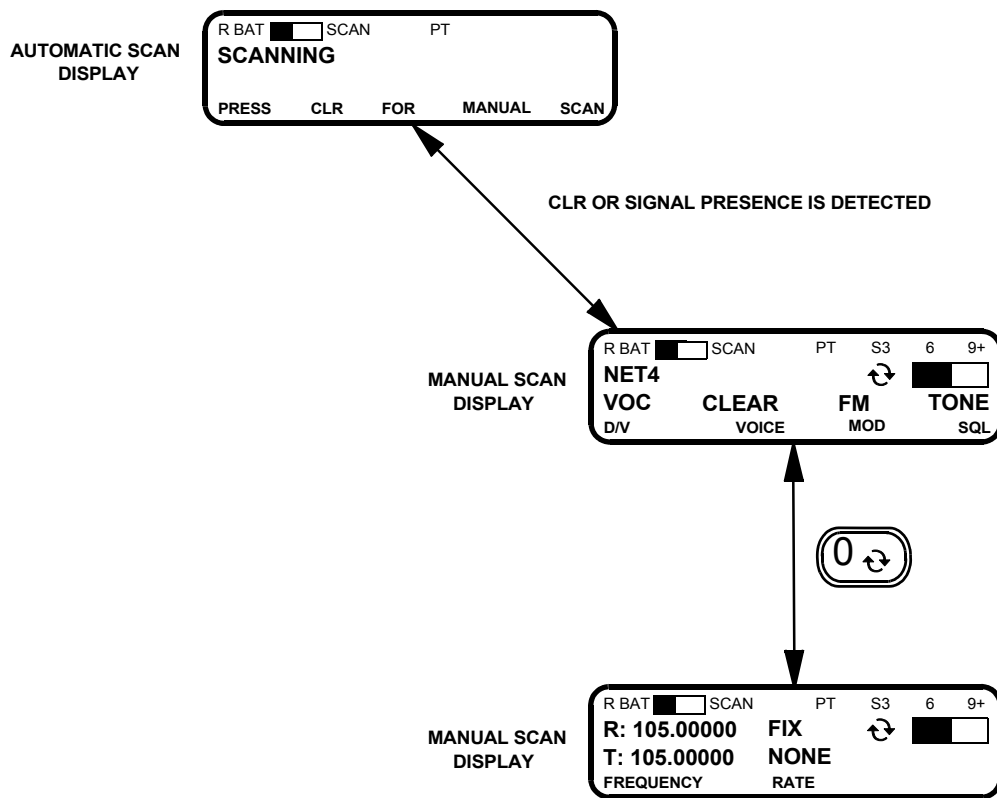 AUTOMATIC SCAN
DISPLAY
R BAT SCAN PT
SCANNING
PRESS CLR FOR MANUAL SCAN
CLR OR SIGNAL PRESENCE IS DETECTED
MANUAL SCAN
DISPLAY
R BAT SCAN PT S3 6 9+
NET4
VOC CLEAR FM TONE
D/V VOICE MOD SQL
0
MANUAL SCAN
DISPLAY
R BAT SCAN PT S3 6 9+
R: 105.00000 FIX
T: 105.00000 NONE
FREQUENCY RATE